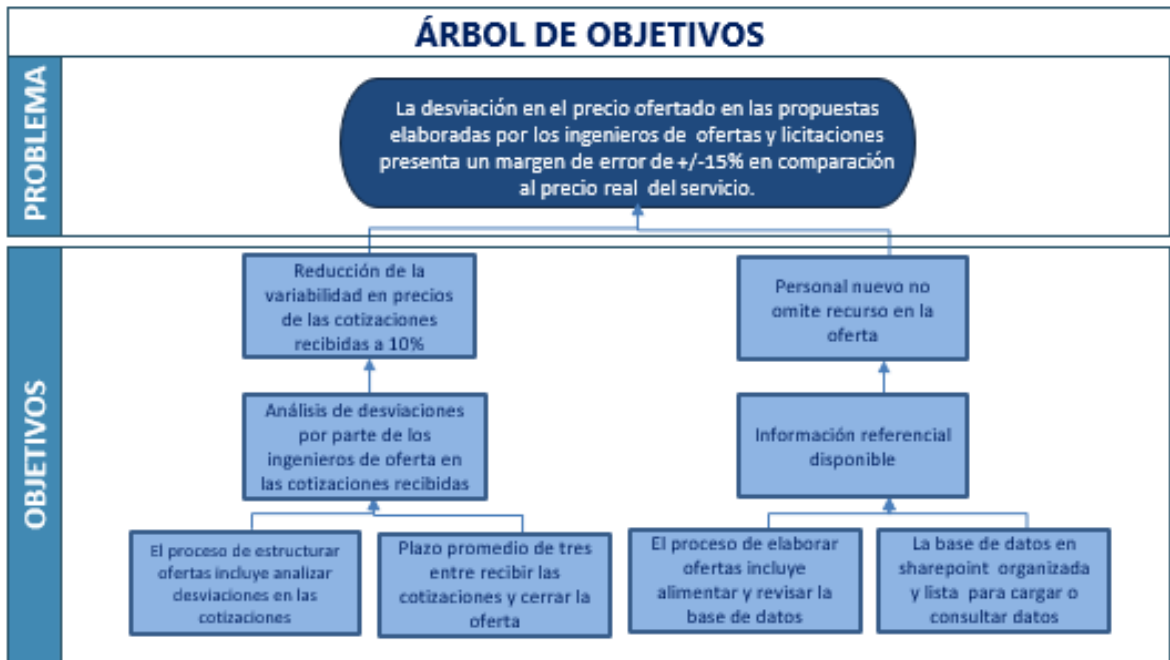 ÁRBOL DE OBJETIVOS
PROBLEMA
La desviación en el precio ofertado en las propuestas
elaboradas por los ingenieros de ofertas y licitaciones
presenta un margen de error de +/-15% en comparación
al precio real del servicio.
OBJETIVOS
Reducción de la
variabilidad en precios
de las cotizaciones
recibidas a 10%
Personal nuevo no
omite recurso en la
oferta
Análisis de desviaciones
por parte de los
ingenieros de oferta en
las cotizaciones recibidas
Información referencial
disponible
El proceso de estructurar
ofertas incluye analizar
desviaciones en las
cotizaciones
Plazo promedio de tres
entre recibir las
cotizaciones y cerrar la
oferta
El proceso de elaborar
ofertas incluye
alimentar y revisar la
base de datos
La base de datos en
sharepoint organizada
y lista para cargar o
consultar datos